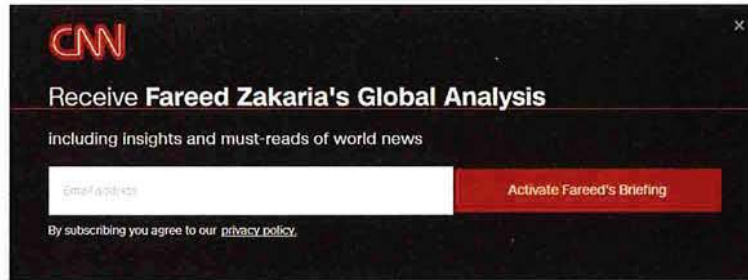 CNN
×
Receive Fareed Zakaria's Global Analysis
including insights and must-reads of world news
Email address
Activate Fareed's Briefing
By subscribing you agree to our privacy policy.